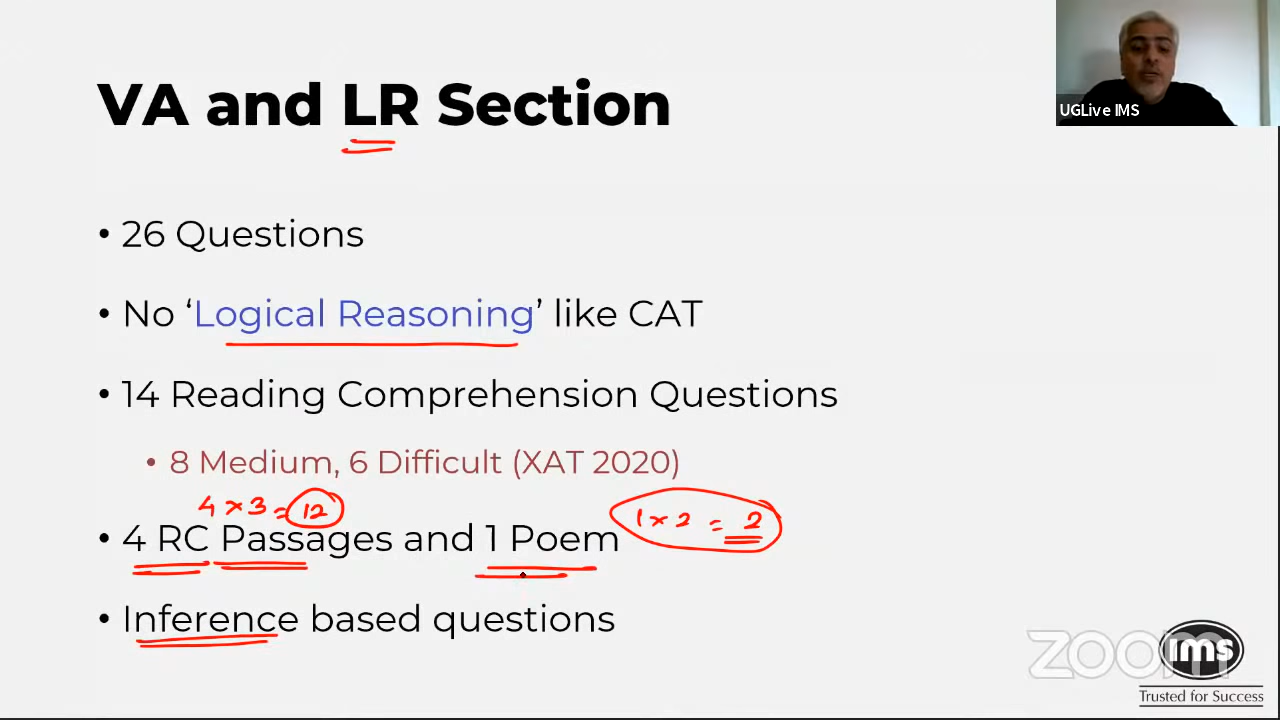 VA and LR Section
UGLive IMS
• 26 Questions
• No ‘Logical Reasoning’ like CAT
• 14 Reading Comprehension Questions
• 8 Medium, 6 Difficult (XAT 2020)
4 x 3 = 12
1 x 2 = 2
• 4 RC Passages and 1 Poem
• Inference based questions
zoom
ims
Trusted for Success